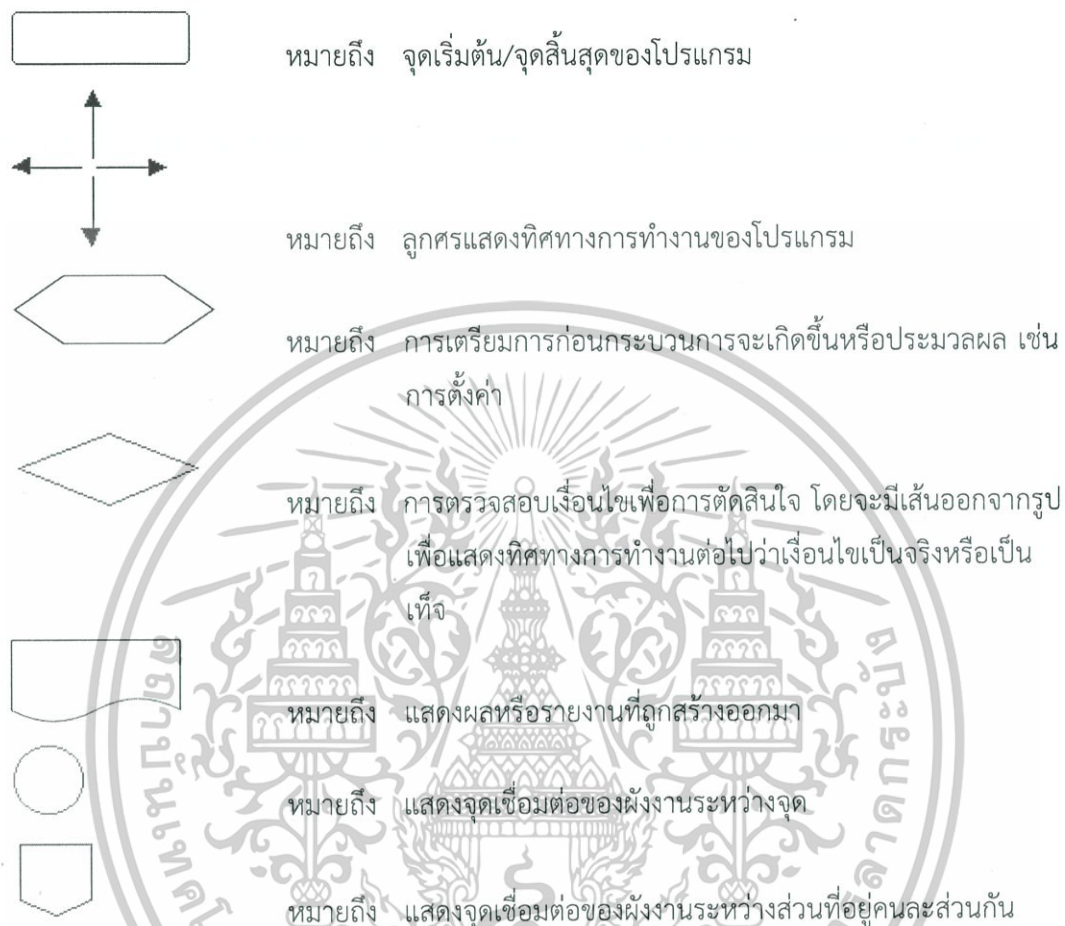 หมายถึง จุดเริ่มต้น/จุดสิ้นสุดของโปรแกรม
หมายถึง ลูกศรแสดงทิศทางการทำงานของโปรแกรม
หมายถึง การเตรียมการก่อนกระบวนการจะเกิดขึ้นหรือประมวลผล เช่น
การตั้งค่า
หมายถึง การตรวจสอบเงื่อนไขเพื่อการตัดสินใจ โดยจะมีเส้นออกจากรูป
เพื่อแสดงทิศทางการทำงานต่อไปว่าเงื่อนไขเป็นจริงหรือเป็น
เท็จ
หมายถึง แสดงผลหรือรายงานที่ถูกสร้างออกมา
หมายถึง แสดงจุดเชื่อมต่อของผังงานระหว่างจุด
หมายถึง แสดงจุดเชื่อมต่อของผังงานระหว่างส่วนที่อยู่คนละส่วนกัน